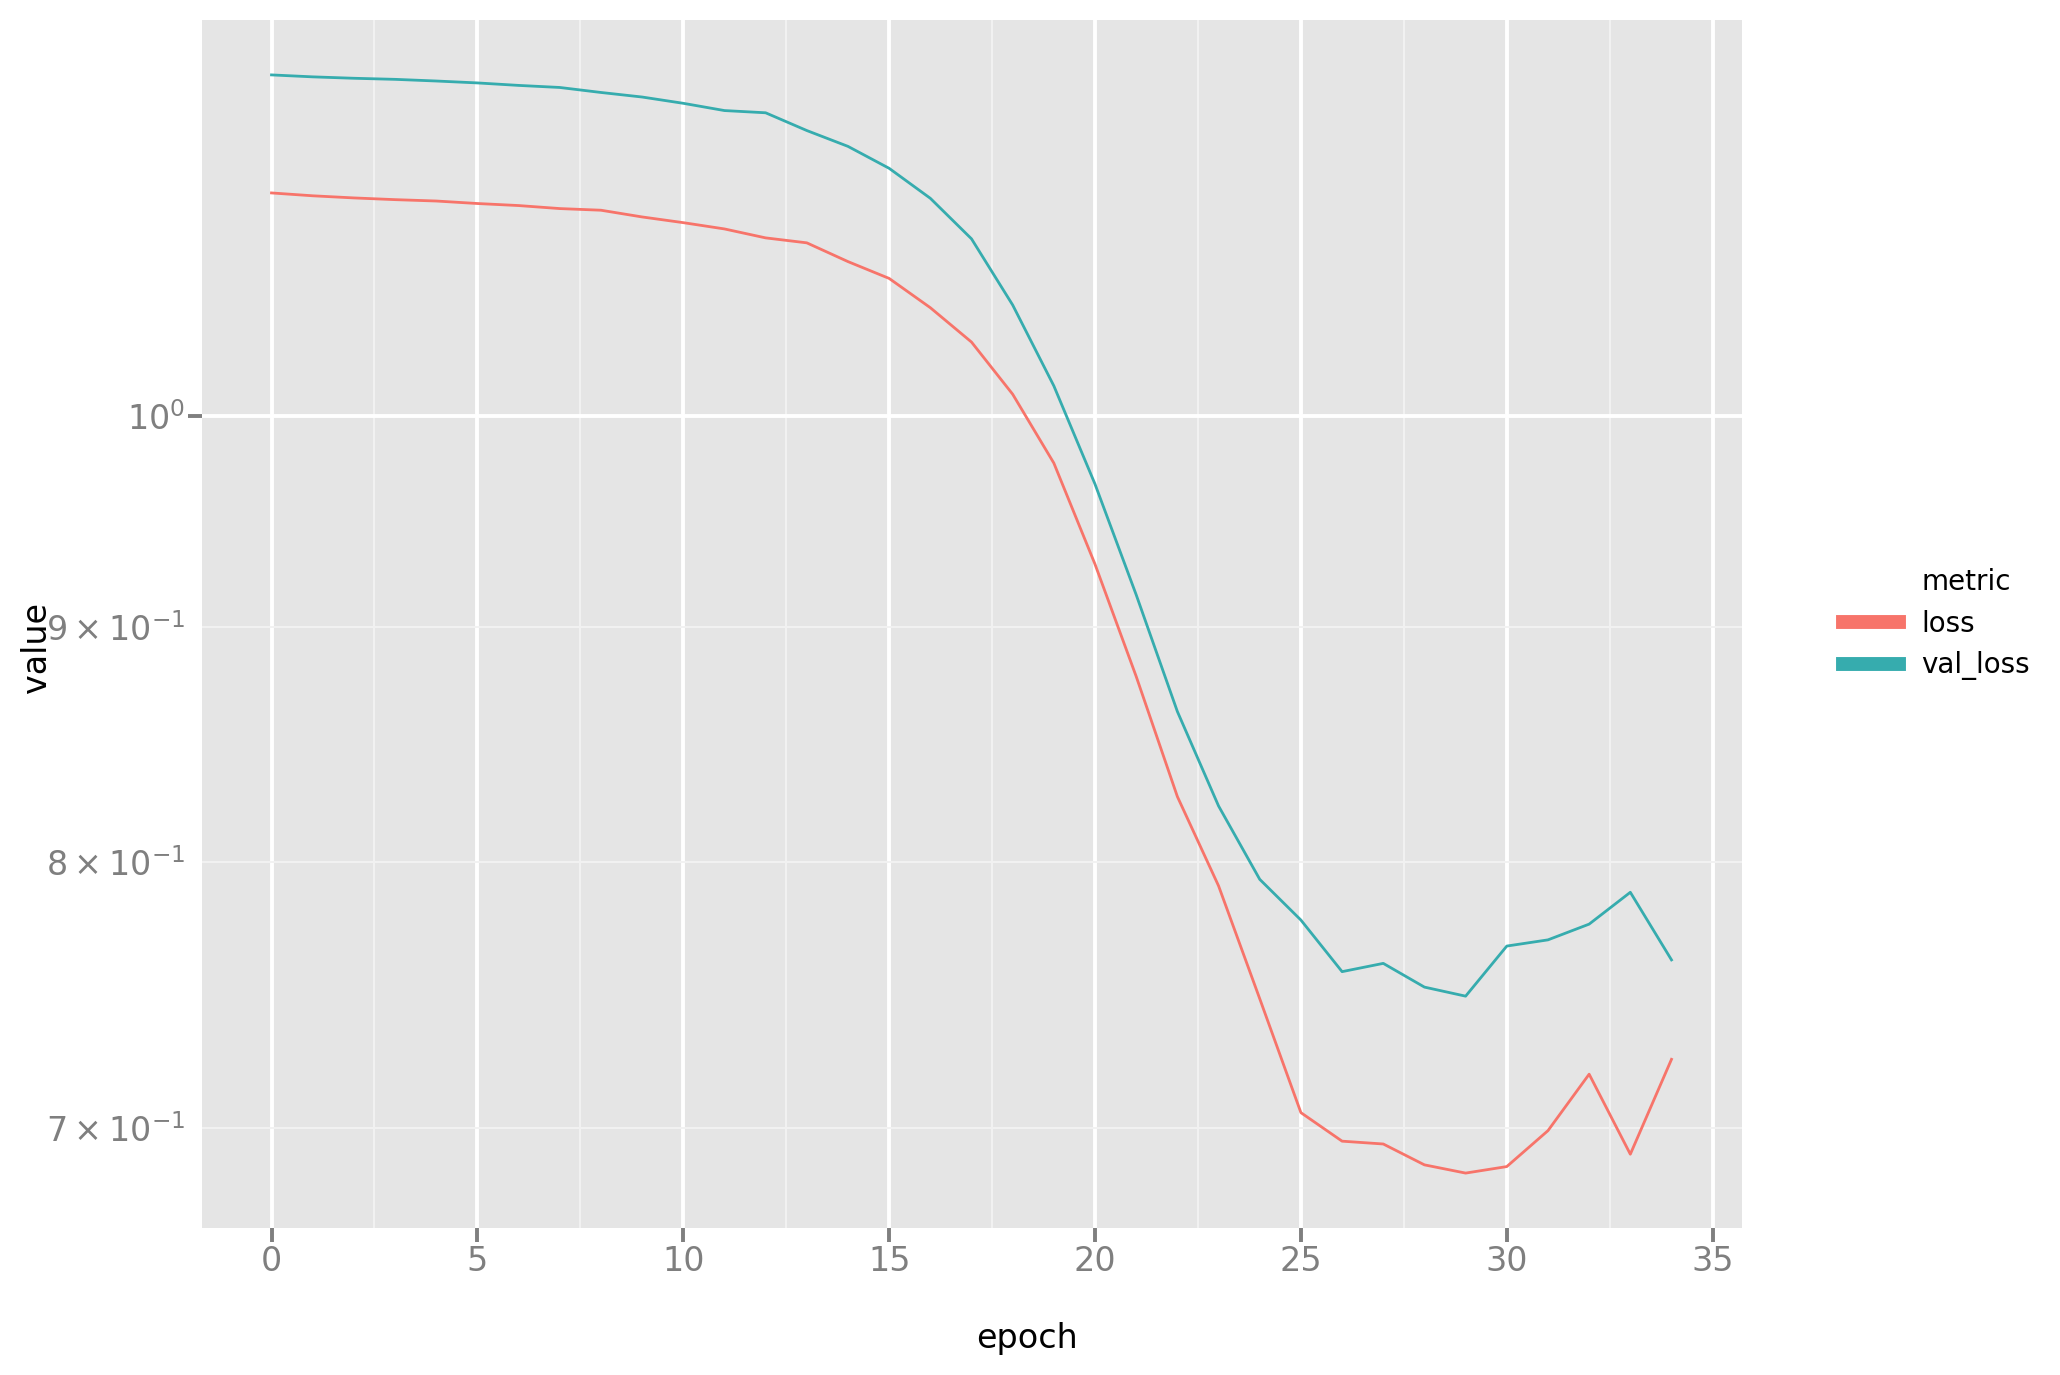 value
10⁰
9 × 10⁻¹
8 × 10⁻¹
7 × 10⁻¹
0 5 10 15 20 25 30 35
epoch
metric
loss
val_loss